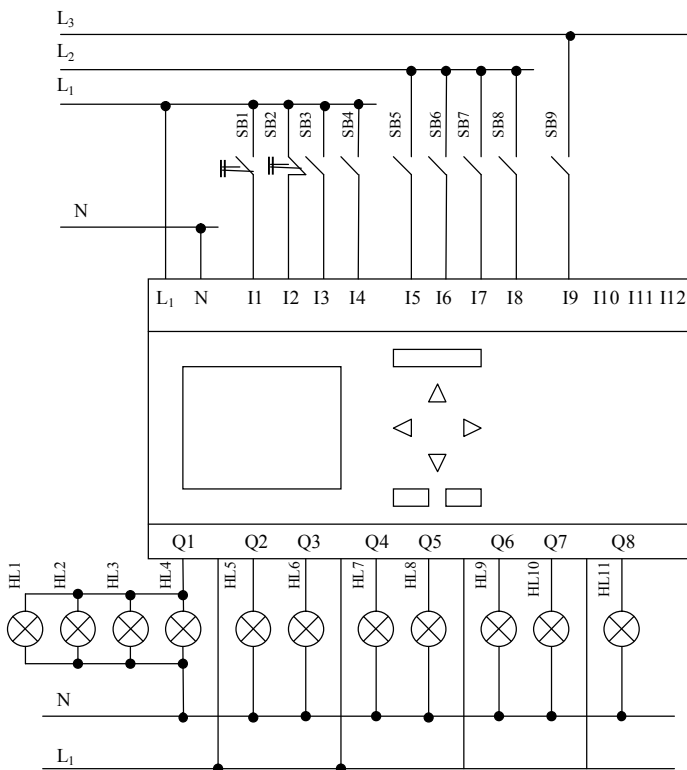 L₃
L₂
L₁
SB1 SB2 SB3 SB4 SB5 SB6 SB7 SB8 SB9
N
L₁ N I1 I2 I3 I4 I5 I6 I7 I8 I9 I10 I11 I12
Q1 Q2 Q3 Q4 Q5 Q6 Q7 Q8
HL1 HL2 HL3 HL4 HL5 HL6 HL7 HL8 HL9 HL10 HL11
N
L₁